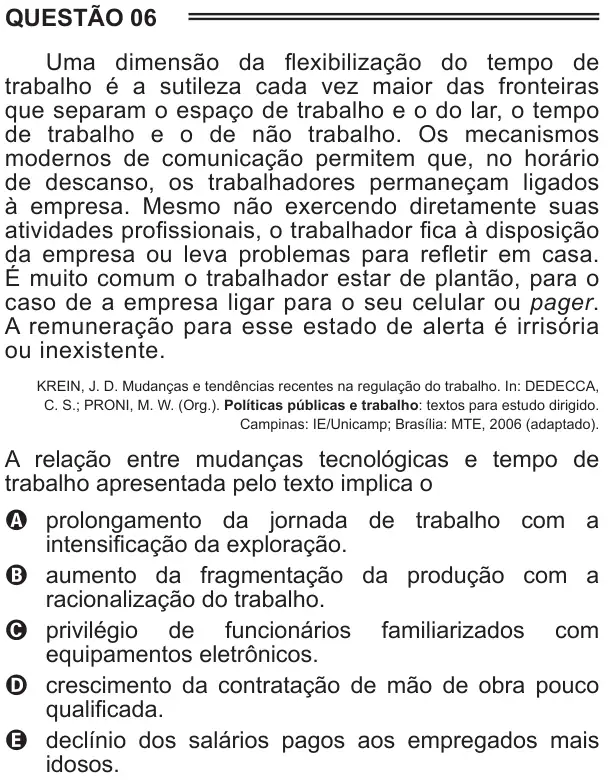 QUESTÃO 06
Uma dimensão da flexibilização do tempo de
trabalho é a sutileza cada vez maior das fronteiras
que separam o espaço de trabalho e o do lar, o tempo
de trabalho e o de não trabalho. Os mecanismos
modernos de comunicação permitem que, no horário
de descanso, os trabalhadores permaneçam ligados
à empresa. Mesmo não exercendo diretamente suas
atividades profissionais, o trabalhador fica à disposição
da empresa ou leva problemas para refletir em casa.
É muito comum o trabalhador estar de plantão, para o
caso de a empresa ligar para o seu celular ou pager.
A remuneração para esse estado de alerta é irrisória
ou inexistente.
KREIN, J. D. Mudanças e tendências recentes na regulação do trabalho. In: DEDECCA,
C. S.; PRONI, M. W. (Org.). Políticas públicas e trabalho: textos para estudo dirigido.
Campinas: IE/Unicamp; Brasília: MTE, 2006 (adaptado).
A relação entre mudanças tecnológicas e tempo de
trabalho apresentada pelo texto implica o
A prolongamento da jornada de trabalho com a
intensificação da exploração.
B aumento da fragmentação da produção com a
racionalização do trabalho.
C privilégio de funcionários familiarizados com
equipamentos eletrônicos.
D crescimento da contratação de mão de obra pouco
qualificada.
E declínio dos salários pagos aos empregados mais
idosos.